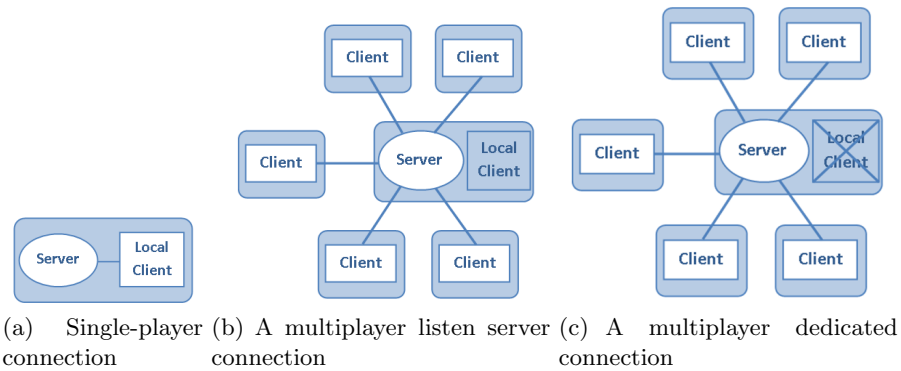 Server
Local
Client
(a) Single-player
connection
Client
Client
Client
Server
Local
Client
Client
Client
(b) A multiplayer listen server
connection
Client
Client
Client
Server
Local
Client
Client
Client
(c) A multiplayer dedicated
connection